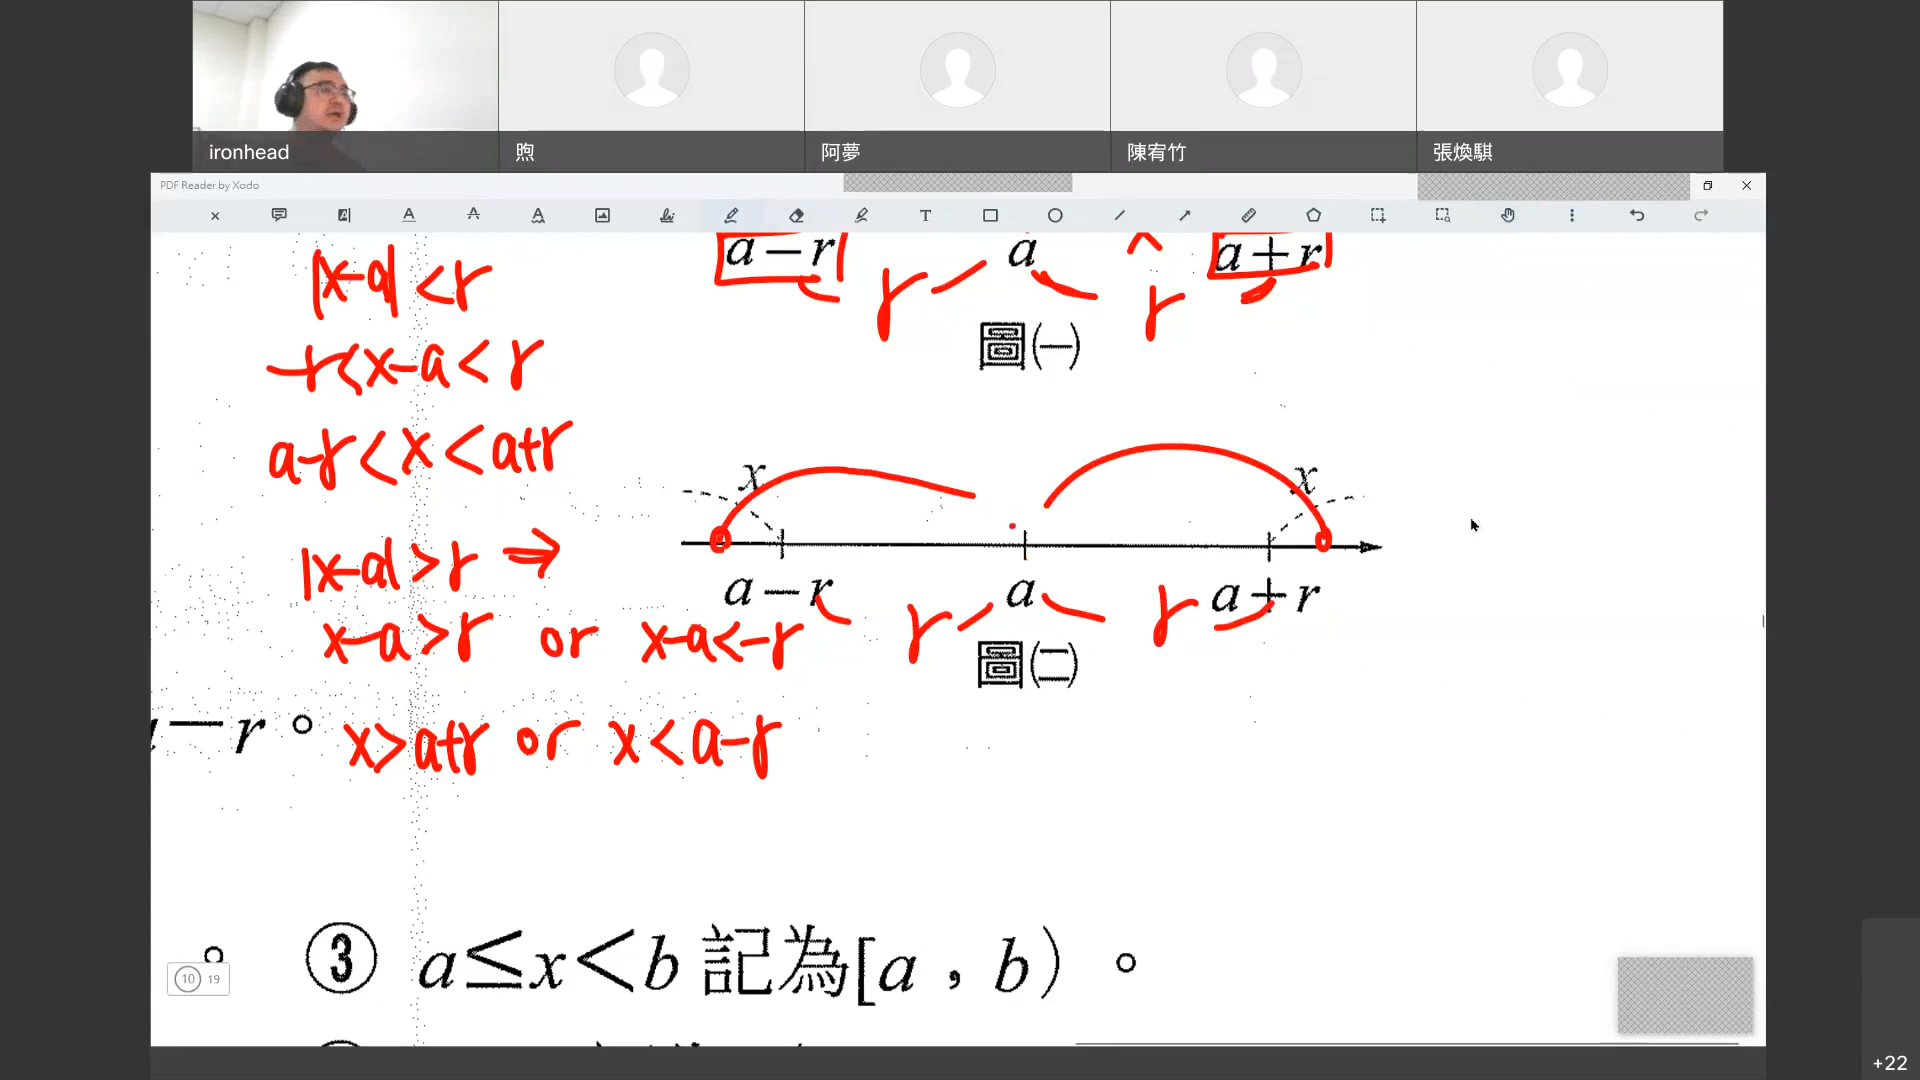 ironhead
煦
阿夢
陳宥竹
張煥騏
PDF Reader by Xodo
|x-a|<r
a-r
a
a+r
r
r
圖(一)
-r<x-a<r
a-r<x<a+r
x
x
|x-a|>r ⇒
a-r
a
a+r
r
r
x-a>r or x-a<-r
圖(二)
-r。
x>a+r or x<a-r
。
③ a≤x<b 記為[a,b)。
10 19
+22